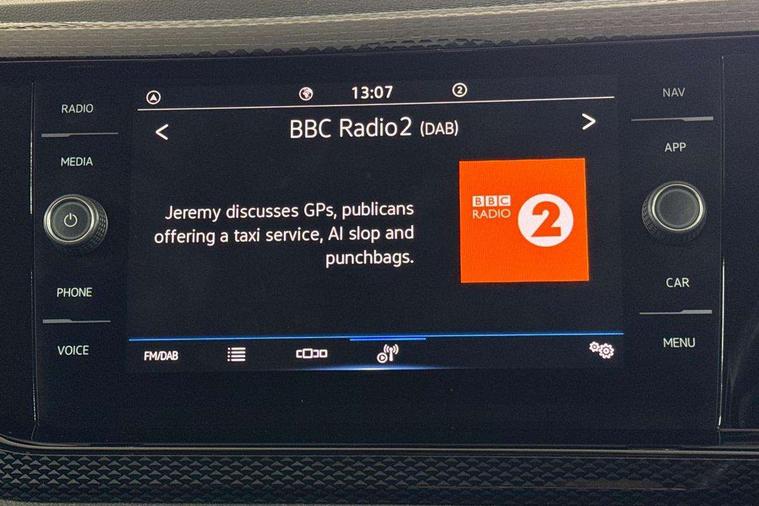 RADIO
MEDIA
PHONE
VOICE
13:07
2
BBC Radio2 (DAB)
Jeremy discusses GPs, publicans
offering a taxi service, AI slop and
punchbags.
BBC
RADIO
2
FM/DAB
NAV
APP
CAR
MENU